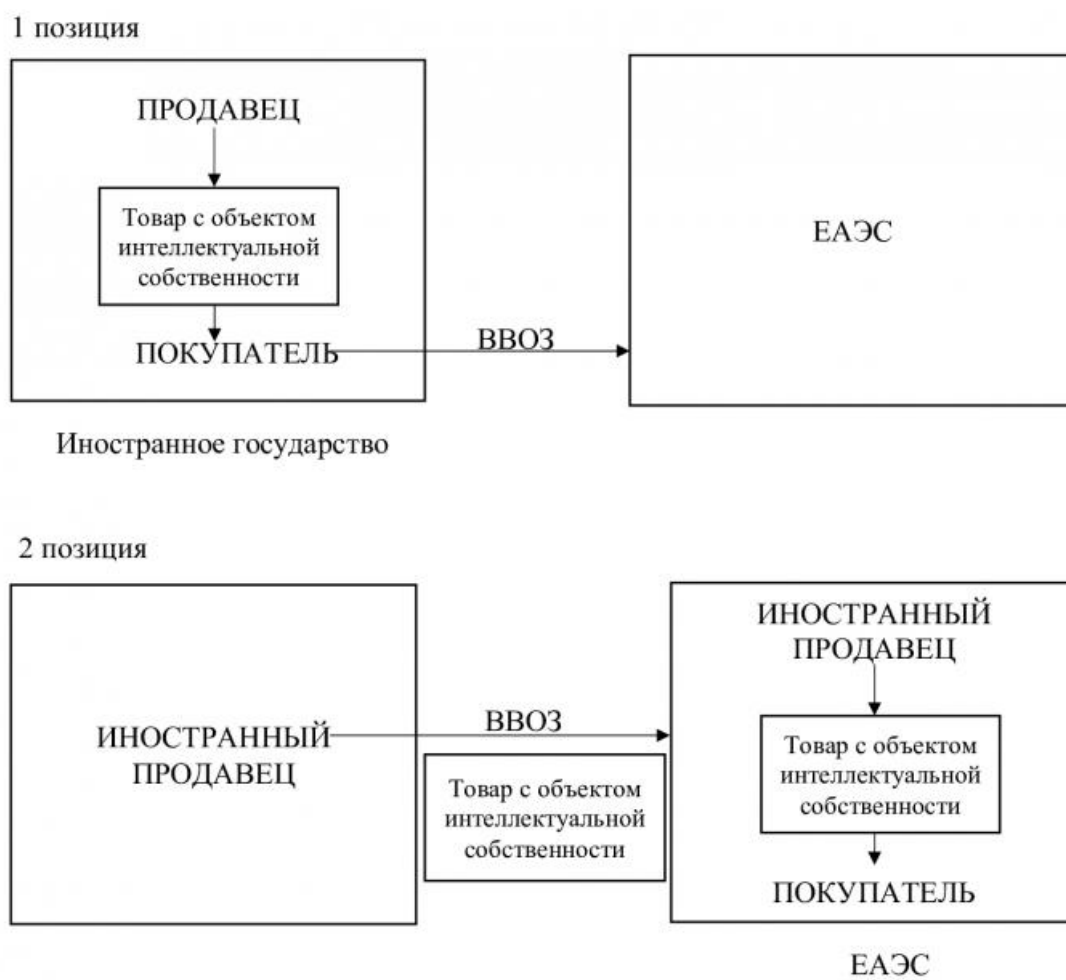 1 позиция
ПРОДАВЕЦ
Товар с объектом
интеллектуальной
собственности
ПОКУПАТЕЛЬ
ВВОЗ
ЕАЭС
Иностранное государство
2 позиция
ИНОСТРАННЫЙ
ПРОДАВЕЦ
ВВОЗ
Товар с объектом
интеллектуальной
собственности
ИНОСТРАННЫЙ
ПРОДАВЕЦ
Товар с объектом
интеллектуальной
собственности
ПОКУПАТЕЛЬ
ЕАЭС